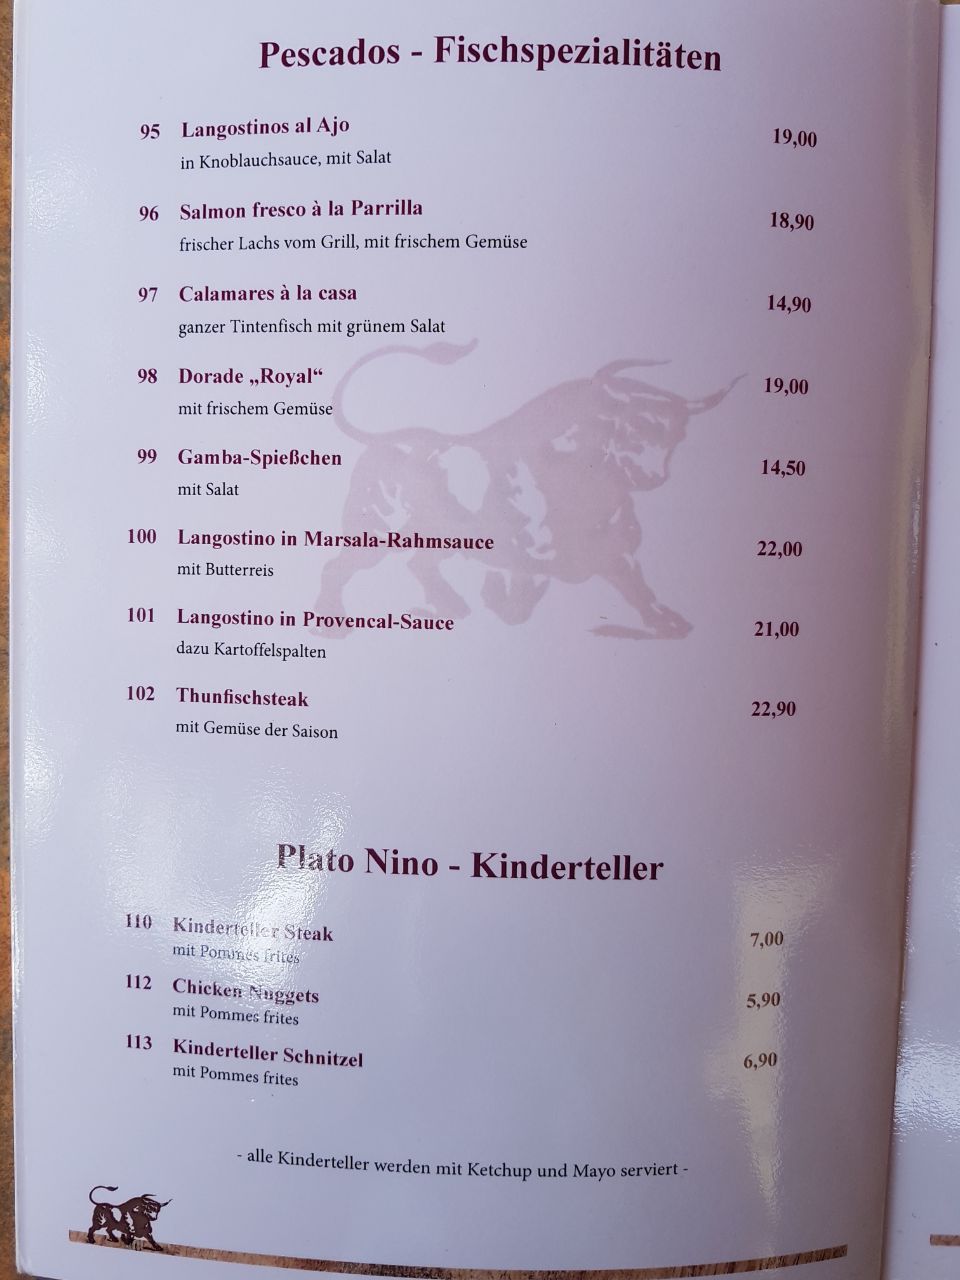 Pescados - Fischspezialitäten
95 Langostinos al Ajo 19,00
in Knoblauchsauce, mit Salat
96 Salmon fresco à la Parrilla 18,90
frischer Lachs vom Grill, mit frischem Gemüse
97 Calamares à la casa 14,90
ganzer Tintenfisch mit grünem Salat
98 Dorade „Royal“ 19,00
mit frischem Gemüse
99 Gamba-Spießchen 14,50
mit Salat
100 Langostino in Marsala-Rahmsauce 22,00
mit Butterreis
101 Langostino in Provencal-Sauce 21,00
dazu Kartoffelspalten
102 Thunfischsteak 22,90
mit Gemüse der Saison
Plato Nino - Kinderteller
110 Kinderteller Steak 7,00
mit Pommes frites
112 Chicken Nuggets 5,90
mit Pommes frites
113 Kinderteller Schnitzel 6,90
mit Pommes frites
- alle Kinderteller werden mit Ketchup und Mayo serviert -